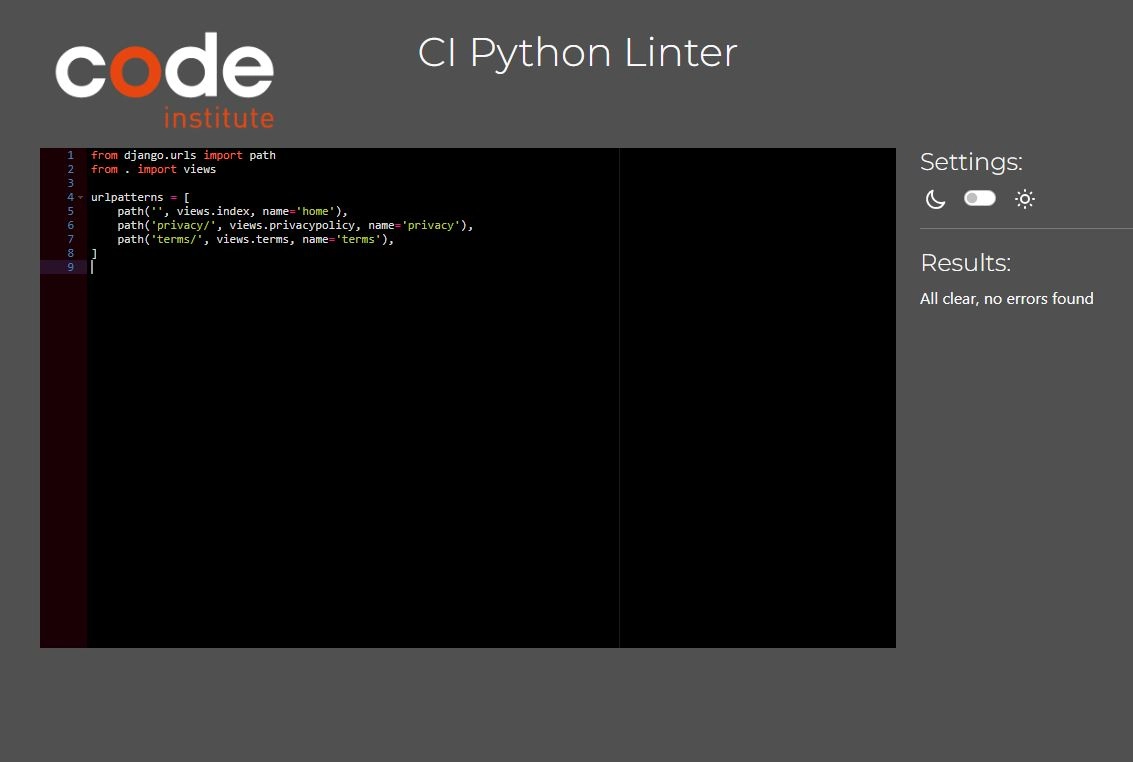 code
institute
CI Python Linter
1 from django.urls import path
2 from . import views
3
4 urlpatterns = [
5     path('', views.index, name='home'),
6     path('privacy/', views.privacypolicy, name='privacy'),
7     path('terms/', views.terms, name='terms'),
8 ]
9
Settings:
Results:
All clear, no errors found